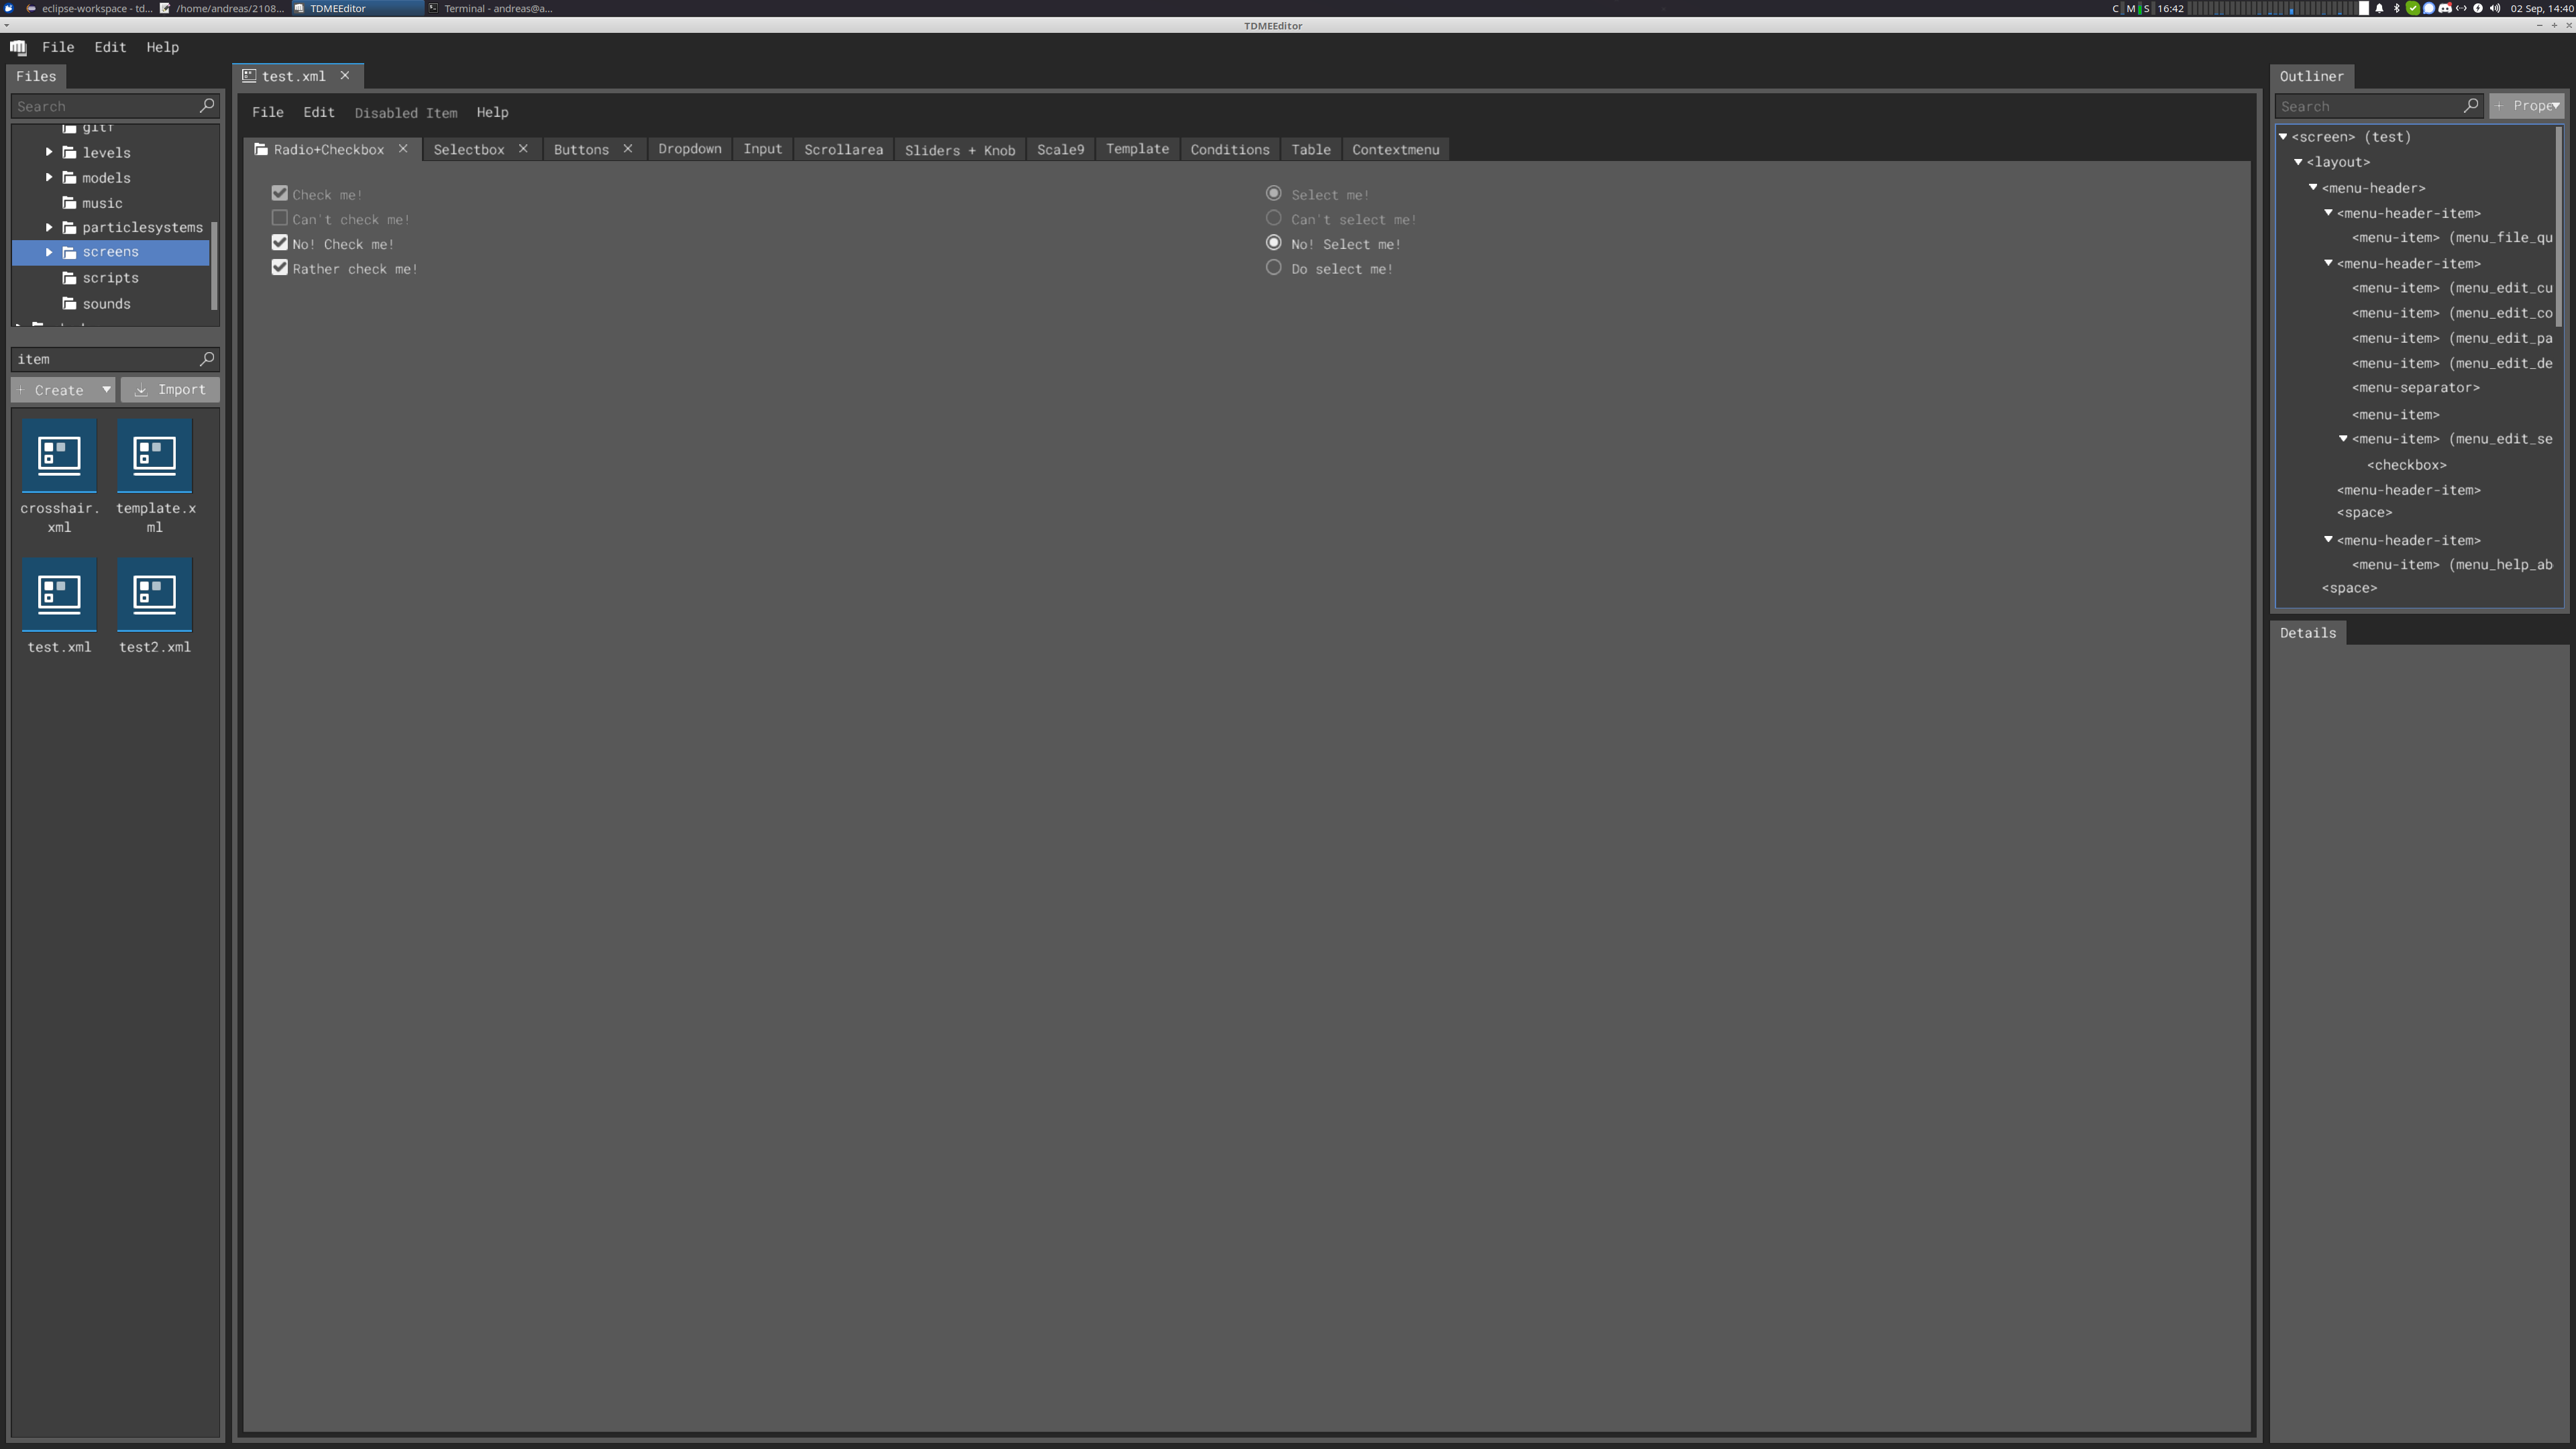 eclipse-workspace - td... /home/andreas/2108... TDMEEditor Terminal - andreas@a... C M S 16:42 02 Sep, 14:40
TDMEEditor
File Edit Help
Files
Search
gltf
levels
models
music
particlesystems
screens
scripts
sounds
item
+ Create Import
crosshair.
xml
template.x
ml
test.xml
test2.xml
test.xml
File Edit Disabled Item Help
Radio+Checkbox Selectbox Buttons Dropdown Input Scrollarea Sliders + Knob Scale9 Template Conditions Table Contextmenu
Check me!
Can't check me!
No! Check me!
Rather check me!
Select me!
Can't select me!
No! Select me!
Do select me!
Outliner
Search + Prope
<screen> (test)
<layout>
<menu-header>
<menu-header-item>
<menu-item> (menu_file_qu
<menu-header-item>
<menu-item> (menu_edit_cu
<menu-item> (menu_edit_co
<menu-item> (menu_edit_pa
<menu-item> (menu_edit_de
<menu-separator>
<menu-item>
<menu-item> (menu_edit_se
<checkbox>
<menu-header-item>
<space>
<menu-header-item>
<menu-item> (menu_help_ab
<space>
Details